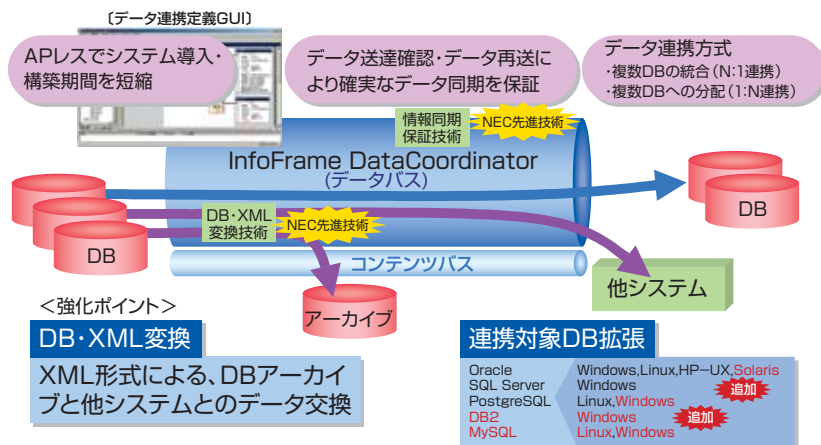 〔データ連携定義GUI〕
APレスでシステム導入・
構築期間を短縮
データ送達確認・データ再送に
より確実なデータ同期を保証
データ連携方式
・複数DBの統合(N:1連携)
・複数DBへの分配(1:N連携)
情報同期
保証技術
NEC先進技術
InfoFrame DataCoordinator
(データバス)
DB・XML
変換技術
NEC先進技術
DB
DB
コンテンツバス
アーカイブ
他システム
<強化ポイント>
DB・XML変換
XML形式による、DBアーカイ
ブと他システムとのデータ交換
連携対象DB拡張
Oracle Windows,Linux,HP-UX,Solaris
SQL Server Windows 追加
PostgreSQL Linux,Windows
DB2 Windows 追加
MySQL Linux,Windows